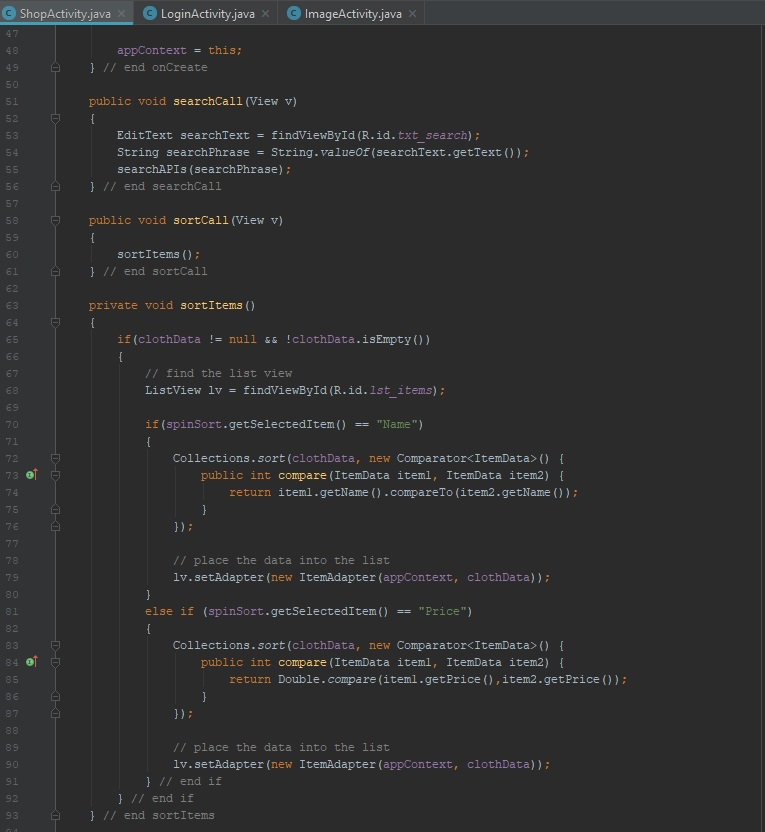 ShopActivity.java × LoginActivity.java × ImageActivity.java ×
47
48 appContext = this;
49 } // end onCreate
50
51 public void searchCall(View v)
52 {
53 EditText searchText = findViewById(R.id.txt_search);
54 String searchPhrase = String.valueOf(searchText.getText());
55 searchAPIs(searchPhrase);
56 } // end searchCall
57
58 public void sortCall(View v)
59 {
60 sortItems();
61 } // end sortCall
62
63 private void sortItems()
64 {
65 if(clothData != null && !clothData.isEmpty())
66 {
67 // find the list view
68 ListView lv = findViewById(R.id.lst_items);
69
70 if(spinSort.getSelectedItem() == "Name")
71 {
72 Collections.sort(clothData, new Comparator<ItemData>() {
73 public int compare(ItemData item1, ItemData item2) {
74 return item1.getName().compareTo(item2.getName());
75 }
76 });
77
78 // place the data into the list
79 lv.setAdapter(new ItemAdapter(appContext, clothData));
80 }
81 else if (spinSort.getSelectedItem() == "Price")
82 {
83 Collections.sort(clothData, new Comparator<ItemData>() {
84 public int compare(ItemData item1, ItemData item2) {
85 return Double.compare(item1.getPrice(),item2.getPrice());
86 }
87 });
88
89 // place the data into the list
90 lv.setAdapter(new ItemAdapter(appContext, clothData));
91 } // end if
92 } // end if
93 } // end sortItems